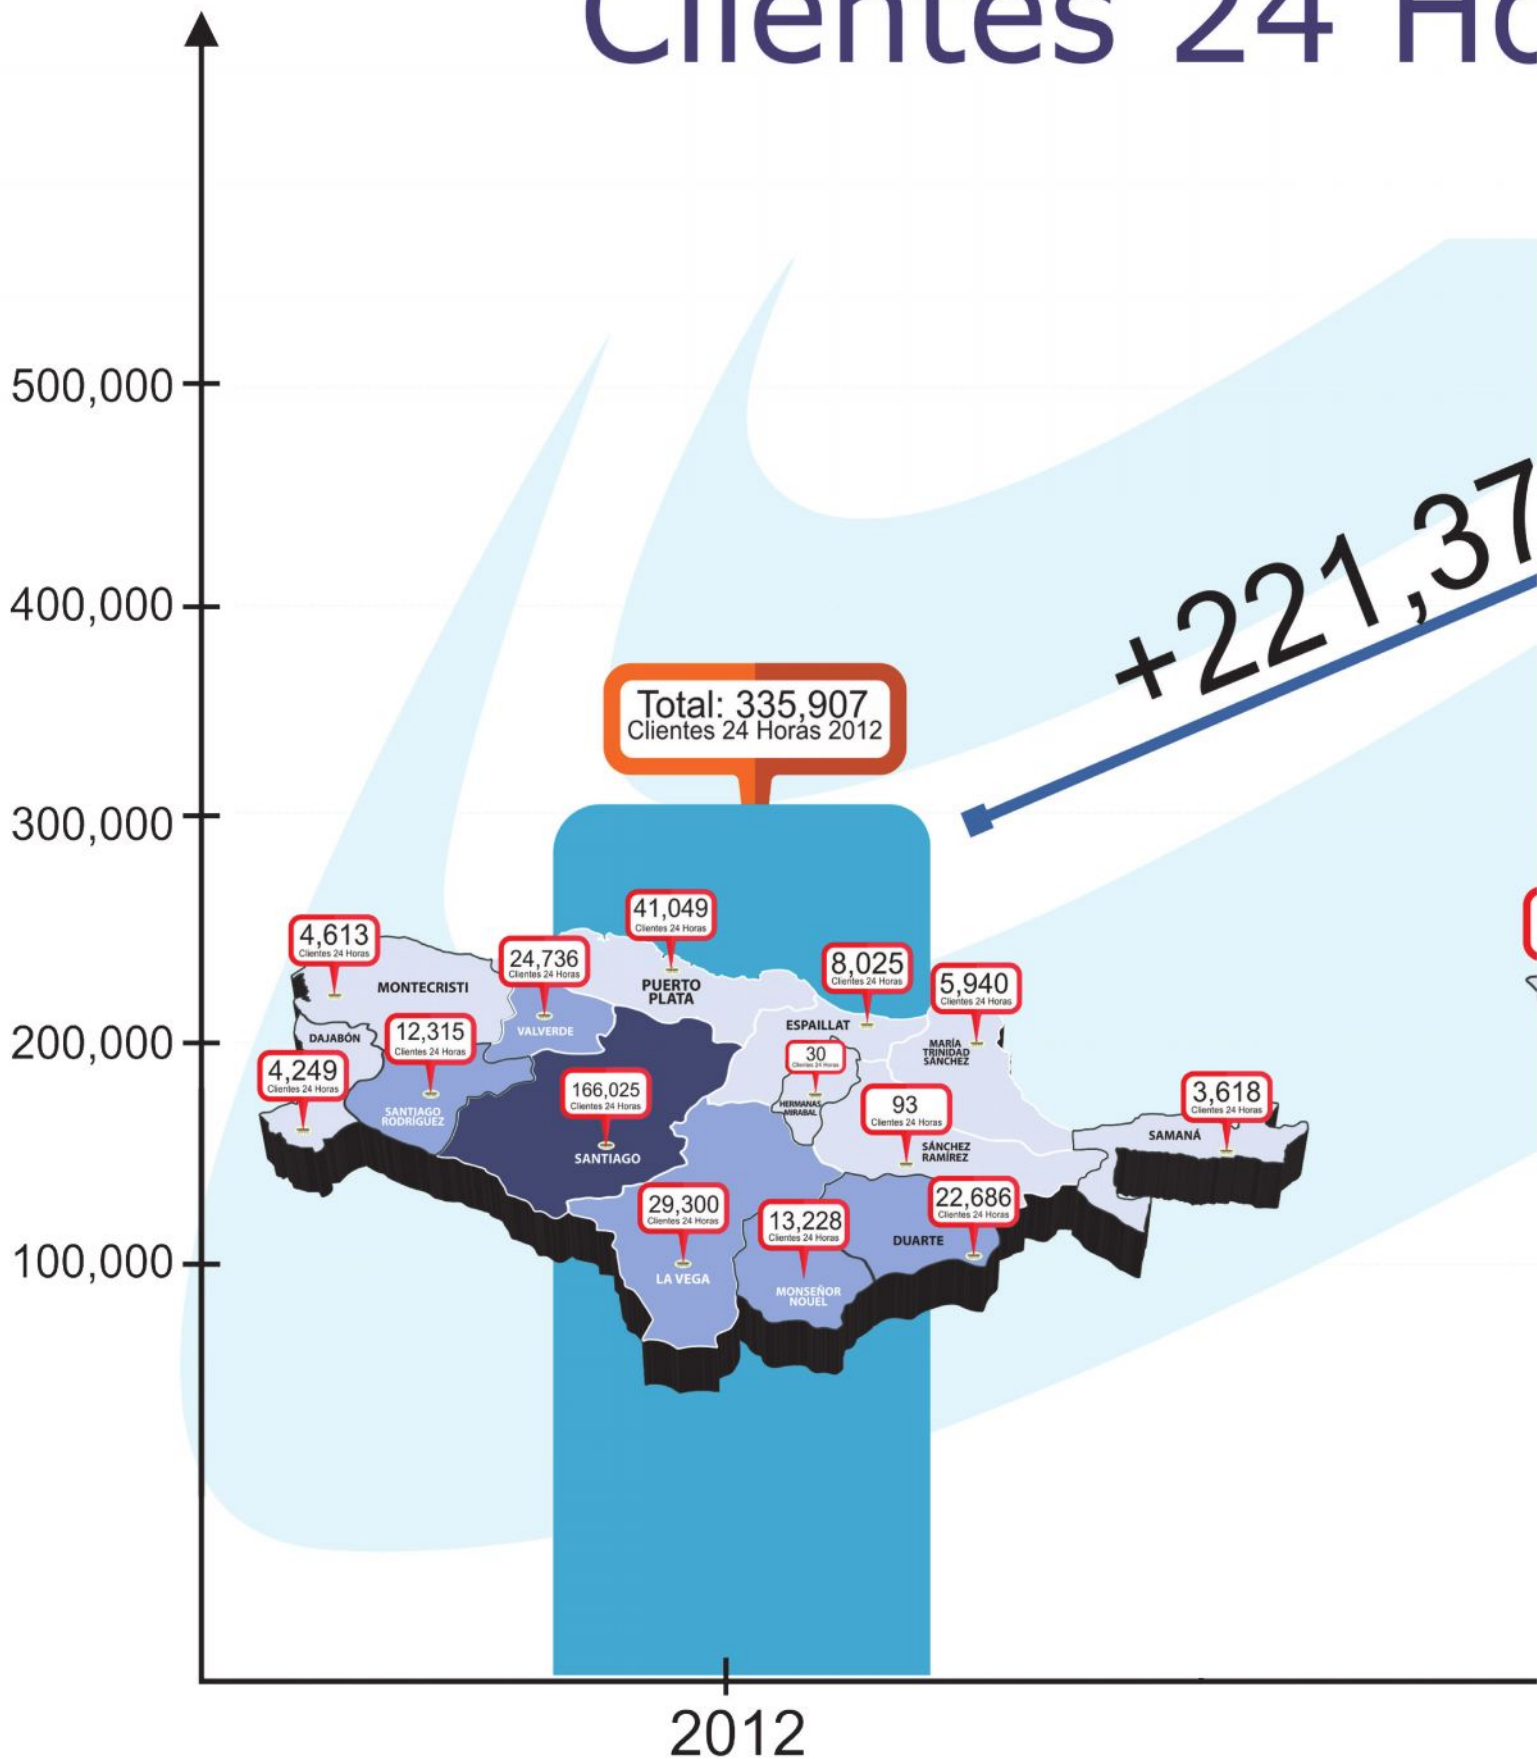 Clientes 24 Ho
500,000
400,000
300,000
200,000
100,000
+221,37
Total: 335,907
Clientes 24 Horas 2012
41,049
Clientes 24 Horas
4,613
Clientes 24 Horas
24,736
Clientes 24 Horas
8,025
Clientes 24 Horas
5,940
Clientes 24 Horas
MONTECRISTI
PUERTO
PLATA
VALVERDE
ESPAILLAT
DAJABÓN
12,315
Clientes 24 Horas
MARÍA
TRINIDAD
SÁNCHEZ
30
Clientes 24 Horas
4,249
Clientes 24 Horas
166,025
Clientes 24 Horas
93
Clientes 24 Horas
3,618
Clientes 24 Horas
HERMANAS
MIRABAL
SANTIAGO
RODRÍGUEZ
SAMANÁ
SÁNCHEZ
RAMÍREZ
SANTIAGO
29,300
Clientes 24 Horas
22,686
Clientes 24 Horas
13,228
Clientes 24 Horas
DUARTE
LA VEGA
MONSEÑOR
NOUEL
2012